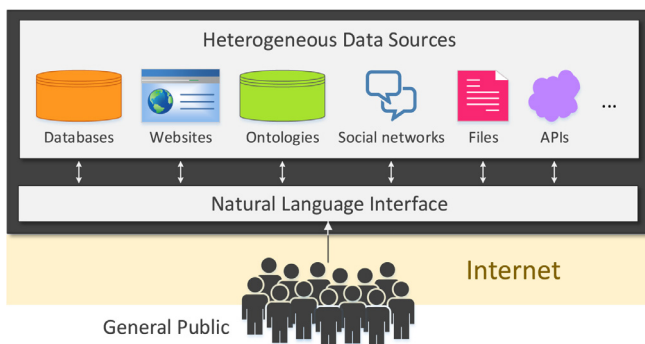 Heterogeneous Data Sources
Databases
Websites
Ontologies
Social networks
Files
APIs
...
Natural Language Interface
Internet
General Public